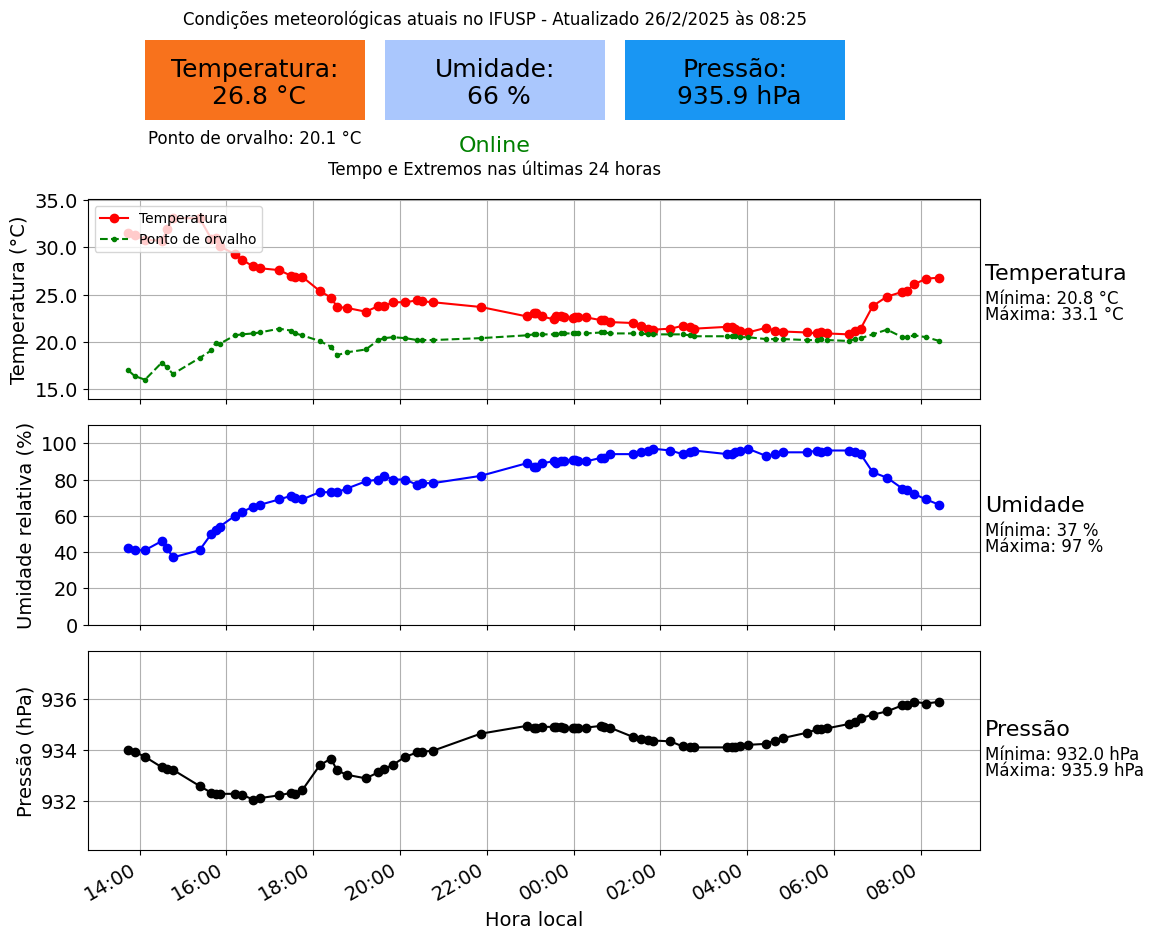 Condições meteorológicas atuais no IFUSP - Atualizado 26/2/2025 às 08:25
Temperatura:
26.8 °C
Umidade:
66 %
Pressão:
935.9 hPa
Ponto de orvalho: 20.1 °C
Online
Tempo e Extremos nas últimas 24 horas
Temperatura (°C)
35.0
30.0
25.0
20.0
15.0
Temperatura
Ponto de orvalho
Temperatura
Mínima: 20.8 °C
Máxima: 33.1 °C
Umidade relativa (%)
100
80
60
40
20
0
Umidade
Mínima: 37 %
Máxima: 97 %
Pressão (hPa)
936
934
932
Pressão
Mínima: 932.0 hPa
Máxima: 935.9 hPa
14:00 16:00 18:00 20:00 22:00 00:00 02:00 04:00 06:00 08:00
Hora local